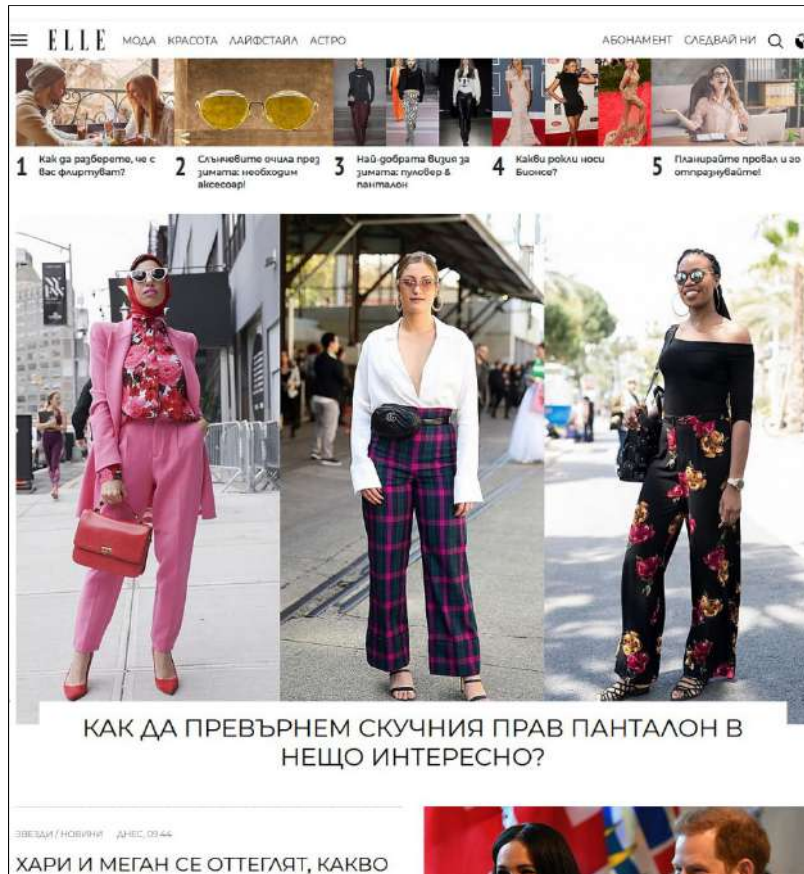 ELLE
МОДА КРАСОТА ЛАЙФСТАЙЛ АСТРО
АБОНАМЕНТ СЛЕДВАЙ НИ
1 Как да разберете, че с
вас флиртуват?
2 Слънчевите очила през
зимата: необходим
аксесоар!
3 Най-добрата визия за
зимата: пуловер &
панталон
4 Какви рокли носи
Бионсе?
5 Планирайте провал и го
отпразнувайте!
КАК ДА ПРЕВЪРНЕМ СКУЧНИЯ ПРАВ ПАНТАЛОН В
НЕЩО ИНТЕРЕСНО?
ЗВЕЗДИ / НОВИНИ ДНЕС, 09:44
ХАРИ И МЕГАН СЕ ОТТЕГЛЯТ, КАКВО